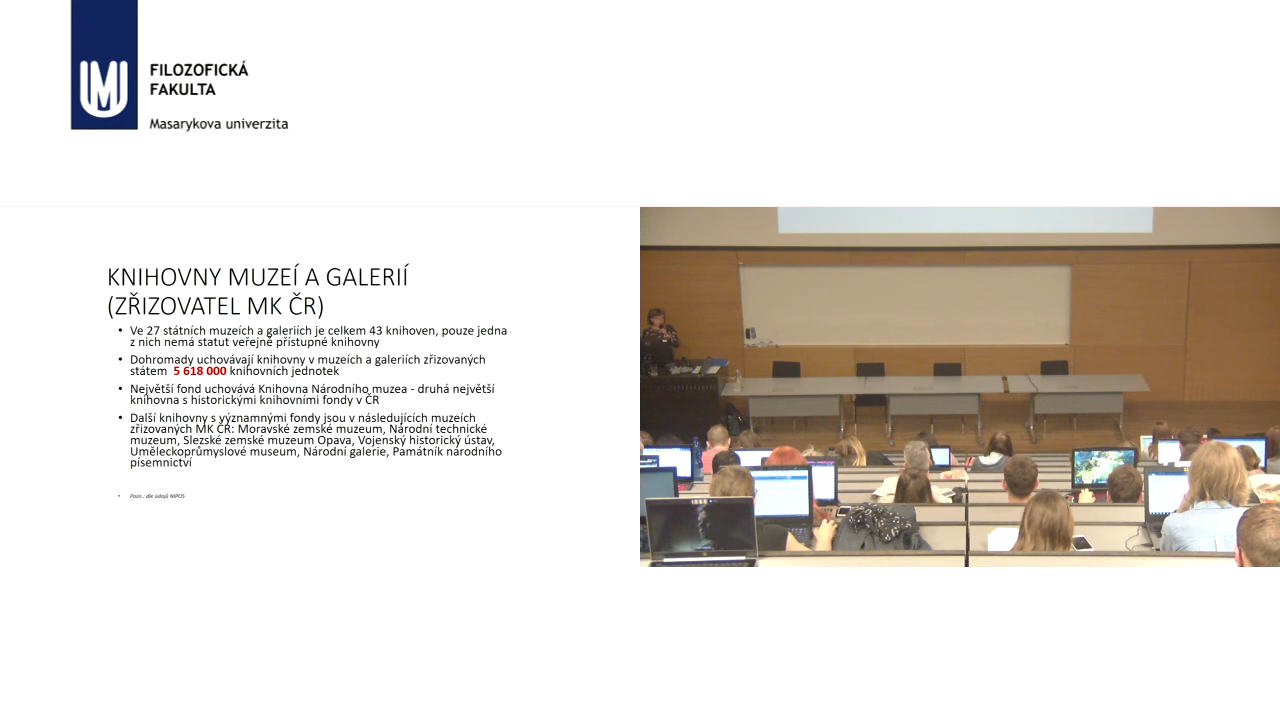 FILOZOFICKÁ
FAKULTA
Masarykova univerzita
KNIHOVNY MUZEÍ A GALERIÍ
(ZŘIZOVATEL MK ČR)
• Ve 27 státních muzeích a galeriích je celkem 43 knihoven, pouze jedna
z nich nemá statut veřejně přístupné knihovny
• Dohromady uchovávají knihovny v muzeích a galeriích zřizovaných
státem 5 618 000 knihovních jednotek
• Největší fond uchovává Knihovna Národního muzea - druhá největší
knihovna s historickými knihovními fondy v ČR
• Další knihovny s významnými fondy jsou v následujících muzeích
zřizovaných MK ČR: Moravské zemské muzeum, Národní technické
muzeum, Slezské zemské muzeum Opava, Vojenský historický ústav,
Uměleckoprůmyslové museum, Národní galerie, Památník národního
písemnictví
• Pozn.: dle údajů NIPOS